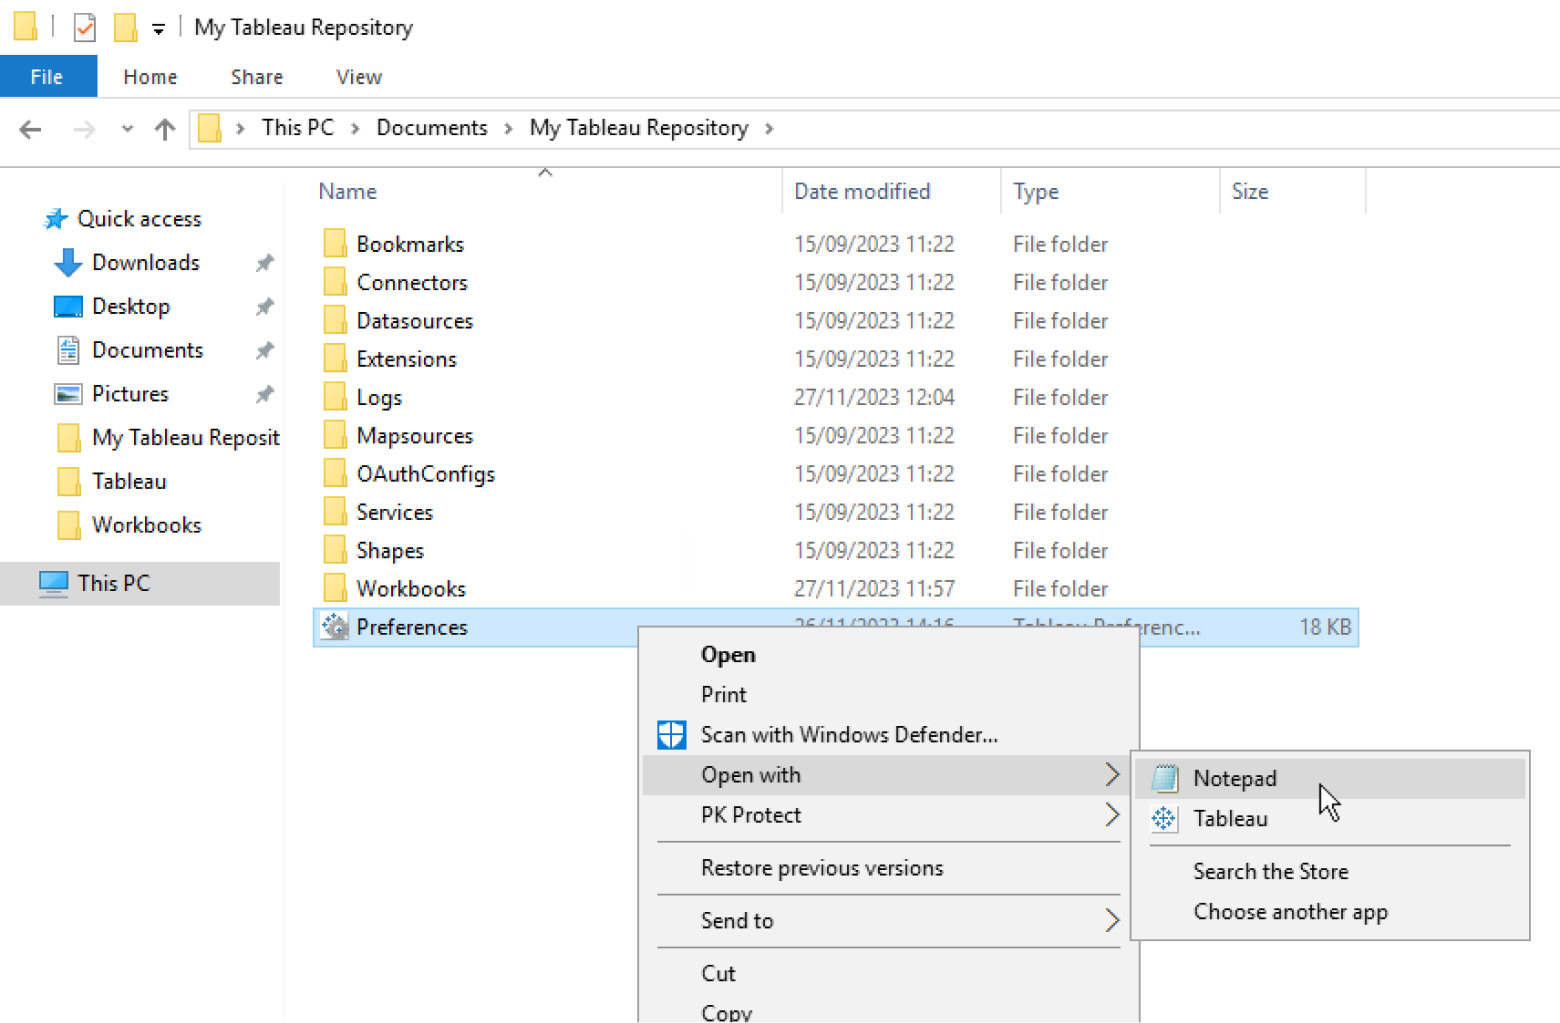 My Tableau Repository
File Home Share View
This PC Documents My Tableau Repository
Name Date modified Type Size
Quick access
Downloads
Desktop
Documents
Pictures
My Tableau Reposit
Tableau
Workbooks
This PC
Bookmarks 15/09/2023 11:22 File folder
Connectors 15/09/2023 11:22 File folder
Datasources 15/09/2023 11:22 File folder
Extensions 15/09/2023 11:22 File folder
Logs 27/11/2023 12:04 File folder
Mapsources 15/09/2023 11:22 File folder
OAuthConfigs 15/09/2023 11:22 File folder
Services 15/09/2023 11:22 File folder
Shapes 15/09/2023 11:22 File folder
Workbooks 27/11/2023 11:57 File folder
Preferences 26/11/2023 14:16 Tableau Preferenc... 18 KB
Open
Print
Scan with Windows Defender...
Open with
PK Protect
Restore previous versions
Send to
Cut
Copy
Notepad
Tableau
Search the Store
Choose another app